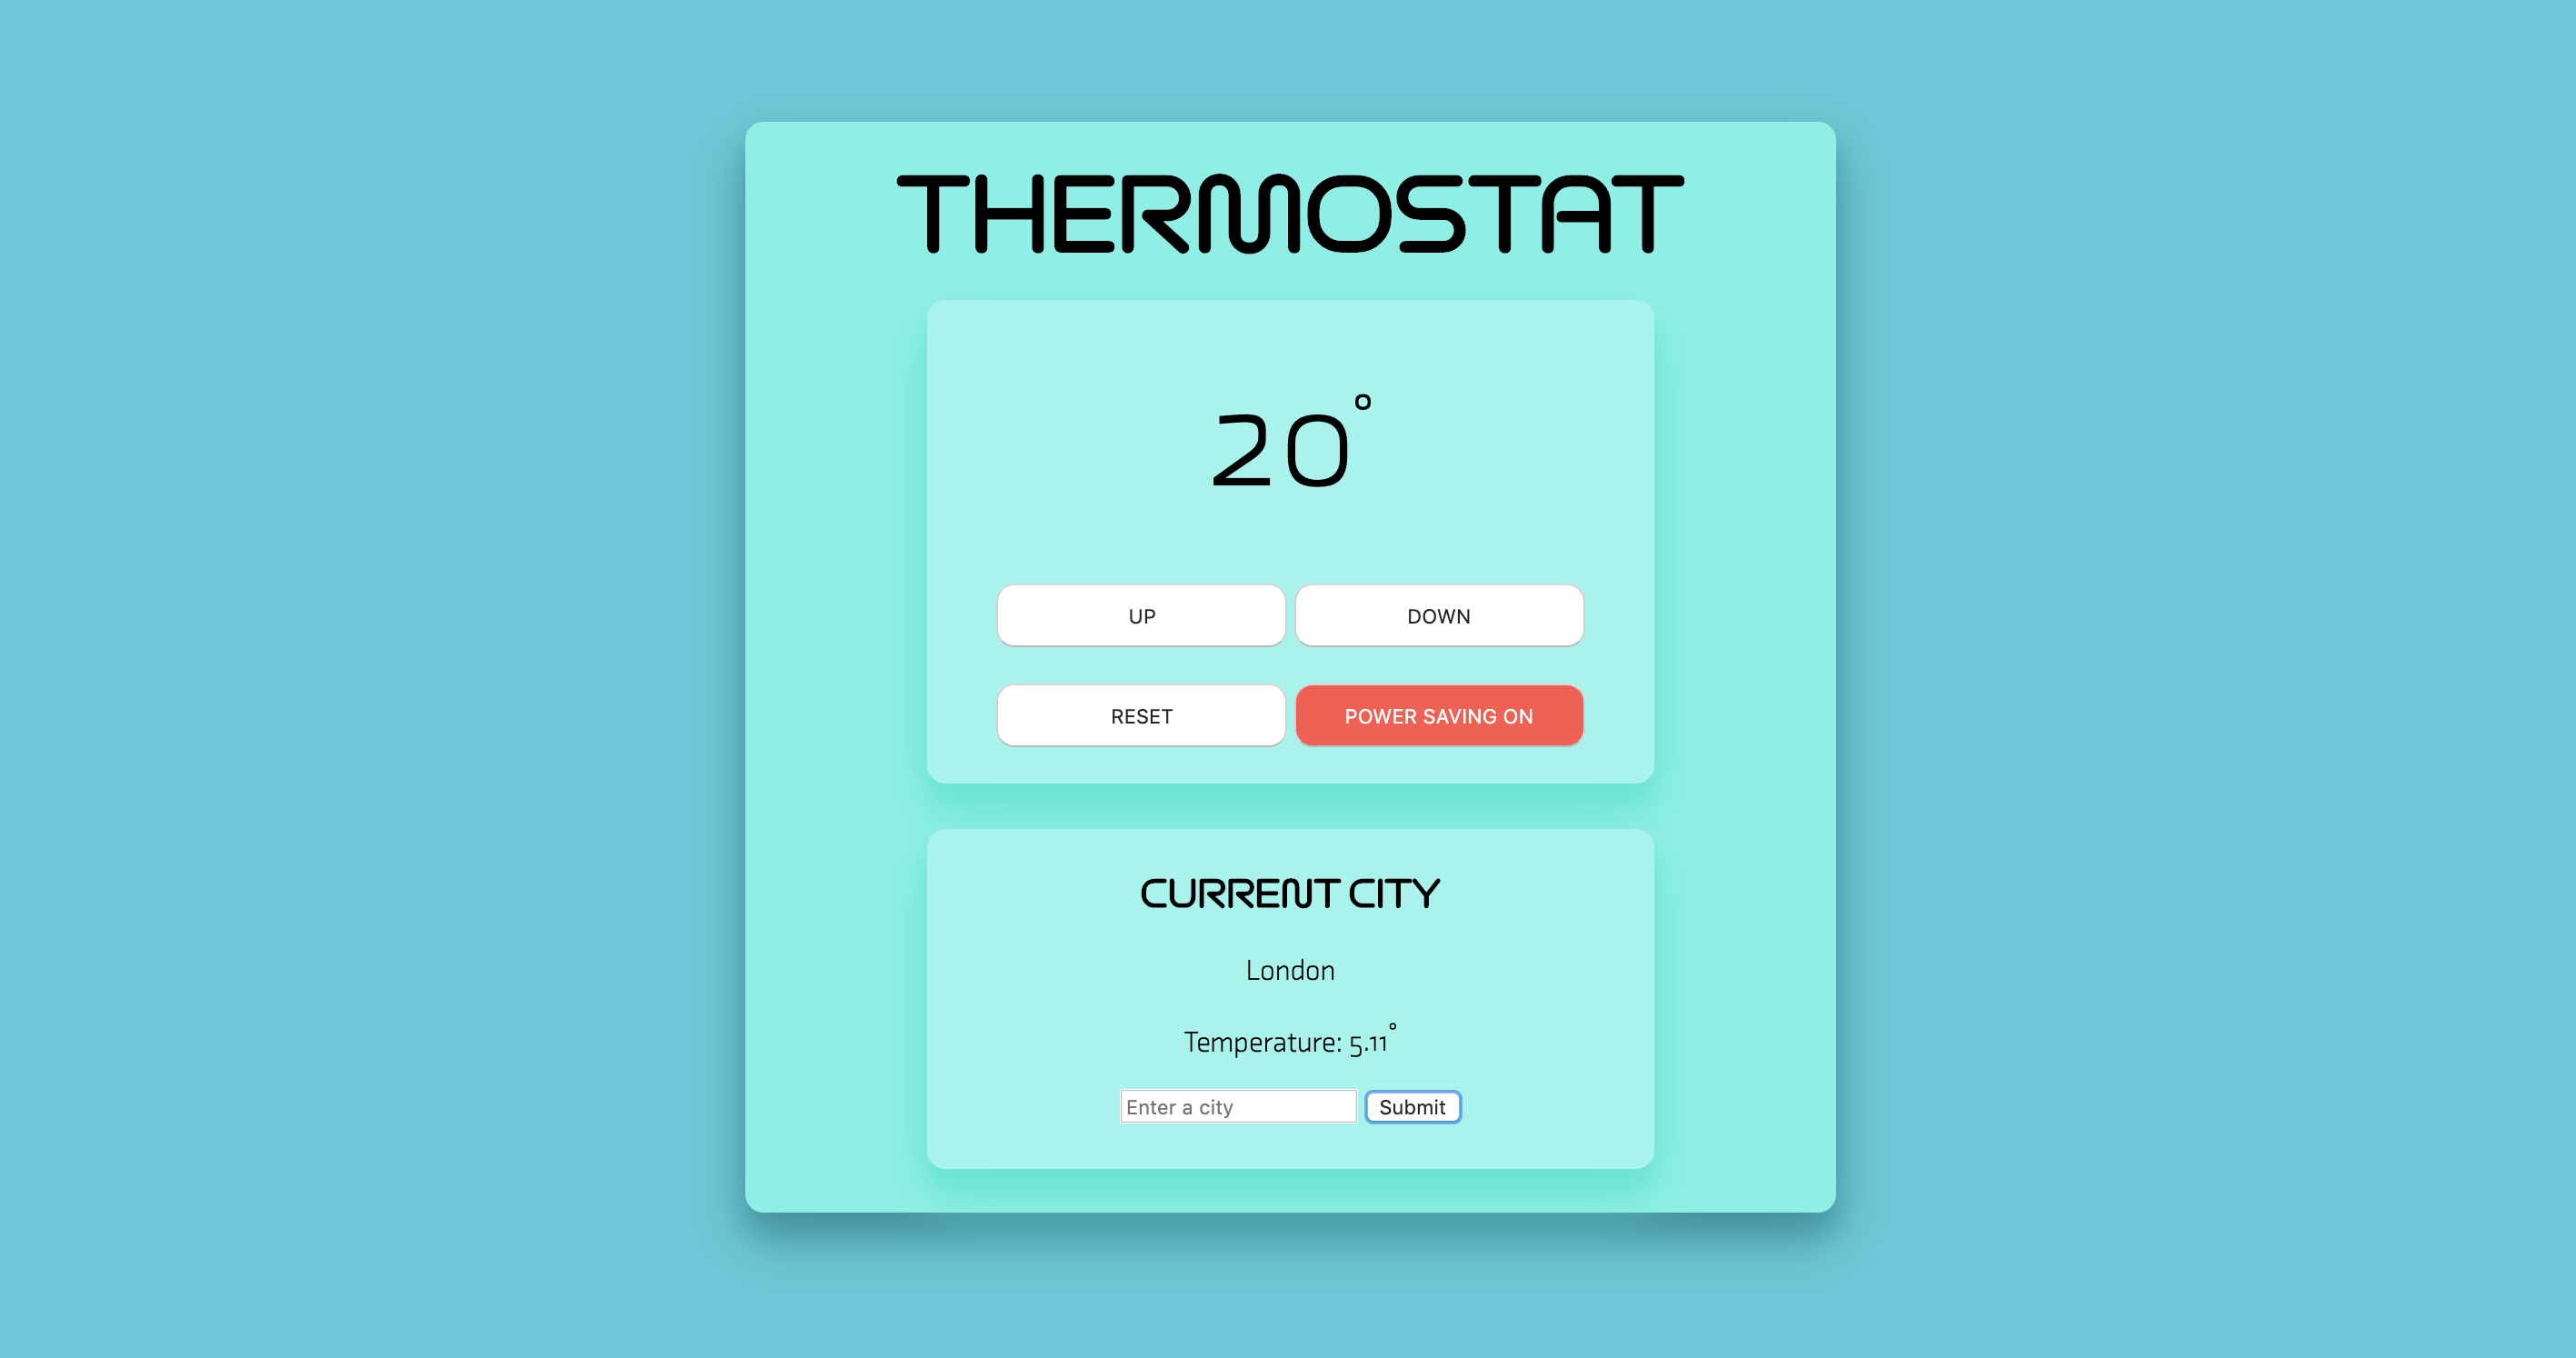 THERMOSTAT
20°
UP DOWN
RESET POWER SAVING ON
CURRENT CITY
London
Temperature: 5.11°
Enter a city Submit